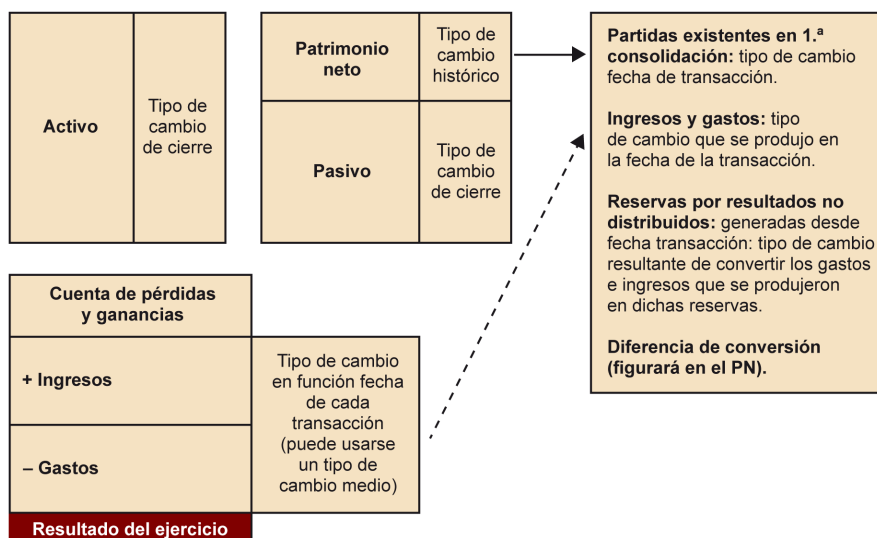 Activo
Tipo de
cambio
de cierre
Patrimonio
neto
Tipo de
cambio
histórico
Pasivo
Tipo de
cambio
de cierre
Partidas existentes en 1.ª
consolidación: tipo de cambio
fecha de transacción.
Ingresos y gastos: tipo
de cambio que se produjo en
la fecha de la transacción.
Reservas por resultados no
distribuidos: generadas desde
fecha transacción: tipo de cambio
resultante de convertir los gastos
e ingresos que se produjeron
en dichas reservas.
Diferencia de conversión
(figurará en el PN).
Cuenta de pérdidas
y ganancias
+ Ingresos
– Gastos
Tipo de cambio
en función fecha
de cada
transacción
(puede usarse
un tipo de
cambio medio)
Resultado del ejercicio